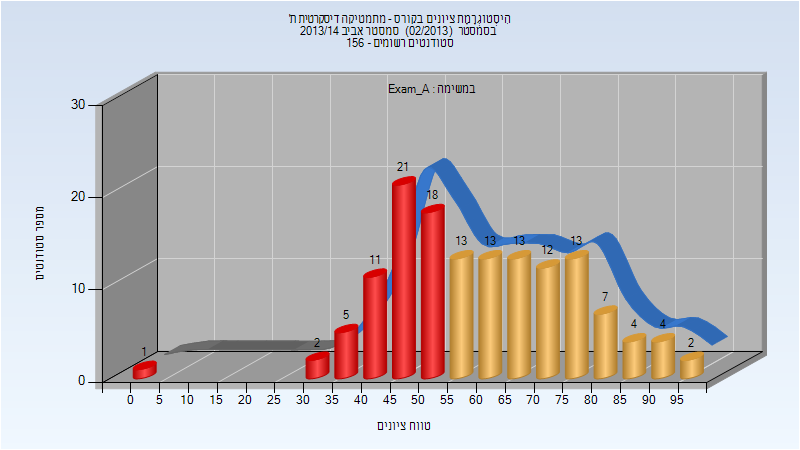 היסטוגרמת ציונים בקורס - מתמטיקה דיסקרטית ת'
בסמסטר (02/2013) סמסטר אביב 2013/14
סטודנטים רשומים - 156
במשימה : Exam_A
מספר סטודנטים
30
20
10
0
1 2 5 11 21 18 13 13 13 12 13 7 4 4 2
0 5 10 15 20 25 30 35 40 45 50 55 60 65 70 75 80 85 90 95
טווח ציונים